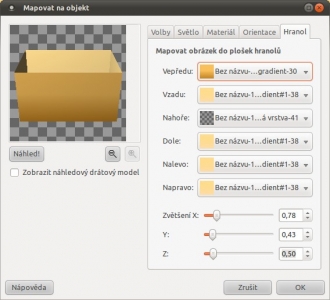 Mapovat na objekt
Volby Světlo Materiál Orientace Hranol
Mapovat obrázek do plošek hranolů
Vepředu: Bez názvu-...gradient-30
Vzadu: Bez názvu-1...dient#1-38
Nahoře: Bez názvu-1...á vrstva-41
Dole: Bez názvu-1...dient#1-38
Nalevo: Bez názvu-1...dient#1-38
Napravo: Bez názvu-1...dient#1-38
Náhled!
Zobrazit náhledový drátový model
Zvětšení X: 0,78
Y: 0,43
Z: 0,50
Nápověda Zrušit OK